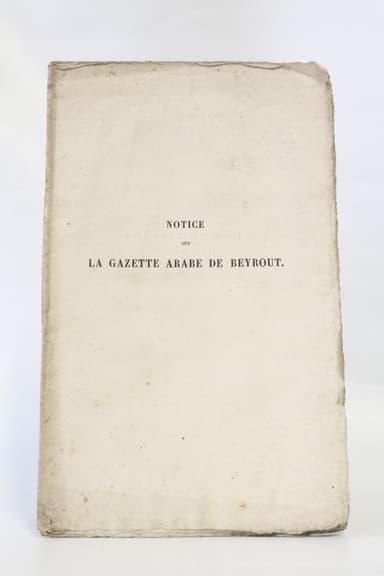 NOTICE
SUR
LA GAZETTE ARABE DE BEYROUT.